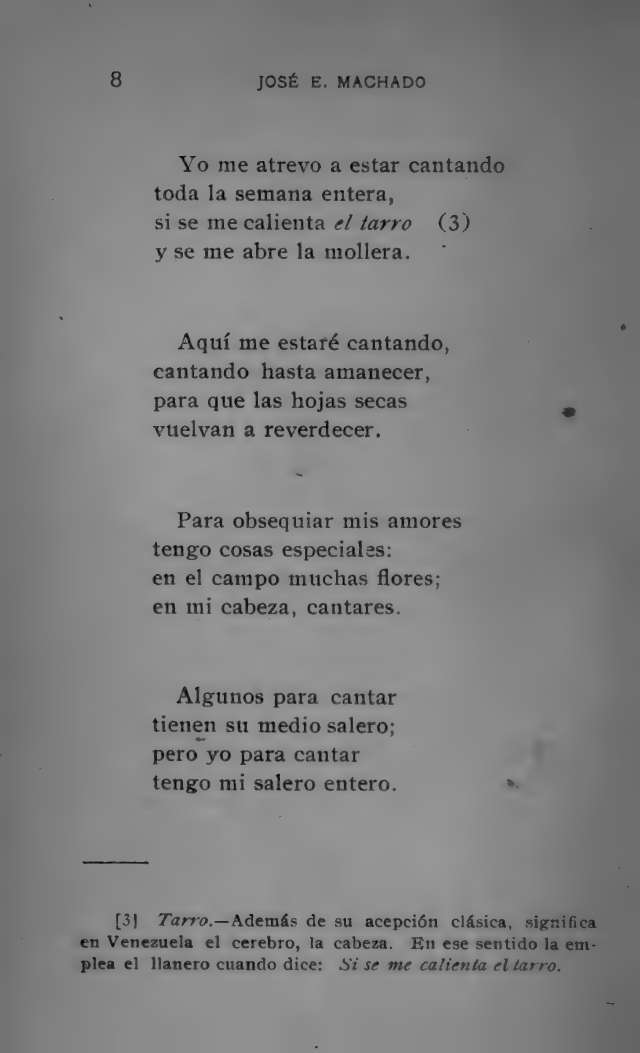 8 JOSÉ E. MACHADO
Yo me atrevo a estar cantando
toda la semana entera,
si se me calienta el tarro (3)
y se me abre la mollera.
Aquí me estaré cantando,
cantando hasta amanecer,
para que las hojas secas
vuelvan a reverdecer.
Para obsequiar mis amores
tengo cosas especiales:
en el campo muchas flores;
en mi cabeza, cantares.
Algunos para cantar
tienen su medio salero;
pero yo para cantar
tengo mi salero entero.
[3] Tarro.—Además de su acepción clásica, significa
en Venezuela el cerebro, la cabeza. En ese sentido la em-
plea el llanero cuando dice: Si se me calienta el tarro.